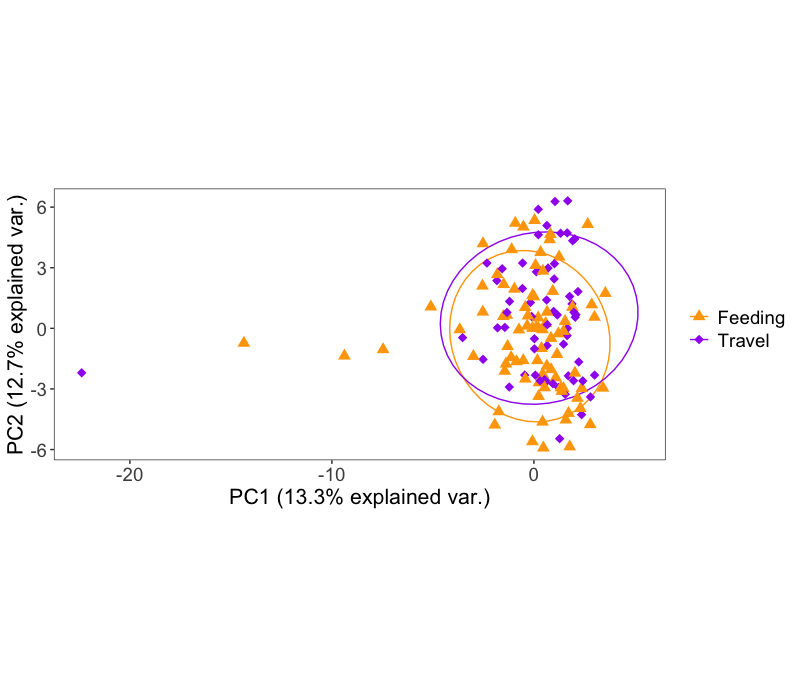 PC2 (12.7% explained var.)
6
3
0
-3
-6
-20
-10
0
PC1 (13.3% explained var.)
Feeding
Travel